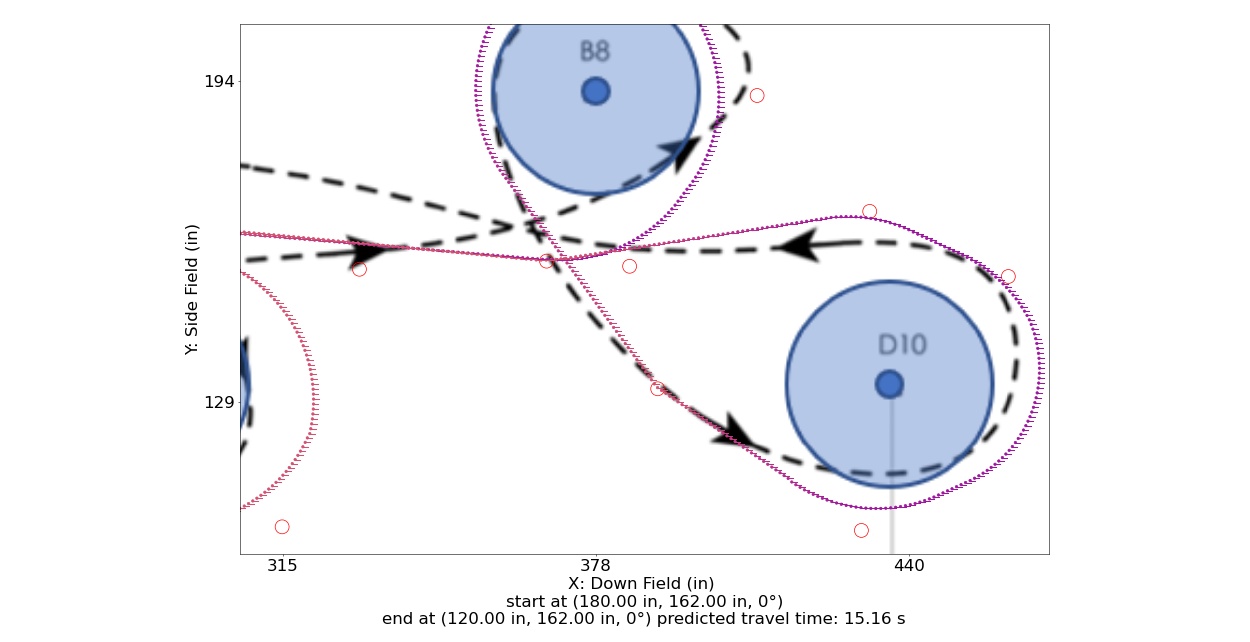 B8
194
Y: Side Field (in)
D10
129
315 378 440
X: Down Field (in)
start at (180.00 in, 162.00 in, 0°)
end at (120.00 in, 162.00 in, 0°) predicted travel time: 15.16 s